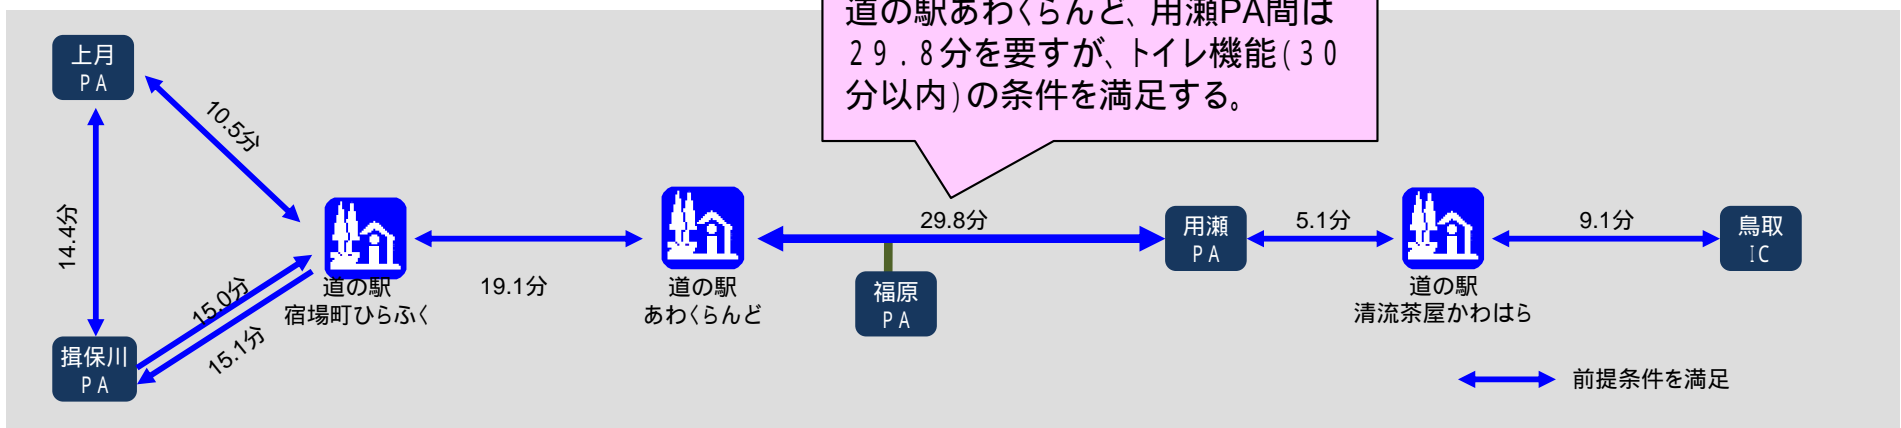 道の駅あわくらんど、用瀬PA間は
２９．８分を要すが、トイレ機能(３０
分以内)の条件を満足する。
上月
ＰＡ
10.5分
14.4分
15.0分
15.1分
揖保川
ＰＡ
道の駅
宿場町ひらふく
19.1分
道の駅
あわくらんど
29.8分
福原
ＰＡ
用瀬
ＰＡ
5.1分
道の駅
清流茶屋かわはら
9.1分
鳥取
ＩＣ
前提条件を満足